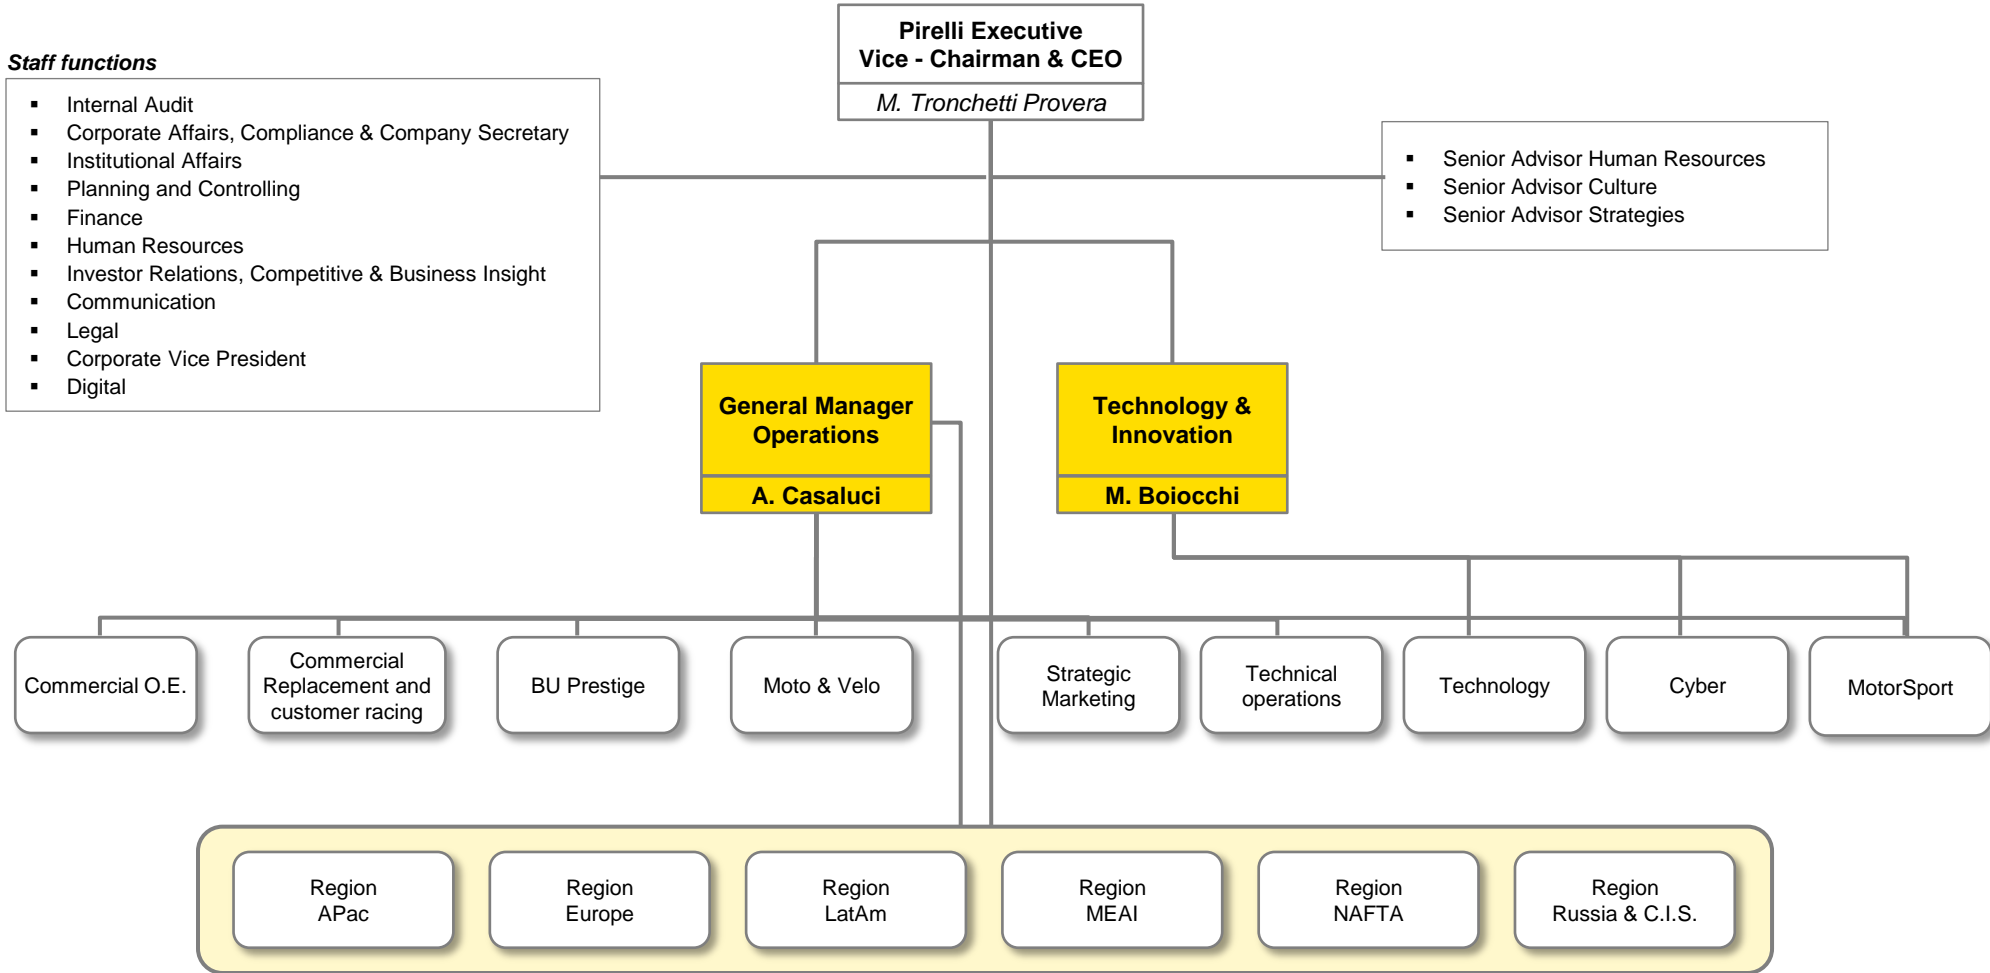 Pirelli Executive
Vice - Chairman & CEO
M. Tronchetti Provera
Staff functions
▪ Internal Audit
▪ Corporate Affairs, Compliance & Company Secretary
▪ Institutional Affairs
▪ Planning and Controlling
▪ Finance
▪ Human Resources
▪ Investor Relations, Competitive & Business Insight
▪ Communication
▪ Legal
▪ Corporate Vice President
▪ Digital
▪ Senior Advisor Human Resources
▪ Senior Advisor Culture
▪ Senior Advisor Strategies
General Manager
Operations
A. Casaluci
Technology &
Innovation
M. Boiocchi
Commercial O.E.
Commercial
Replacement and
customer racing
BU Prestige
Moto & Velo
Strategic
Marketing
Technical
operations
Technology
Cyber
MotorSport
Region
APac
Region
Europe
Region
LatAm
Region
MEAI
Region
NAFTA
Region
Russia & C.I.S.